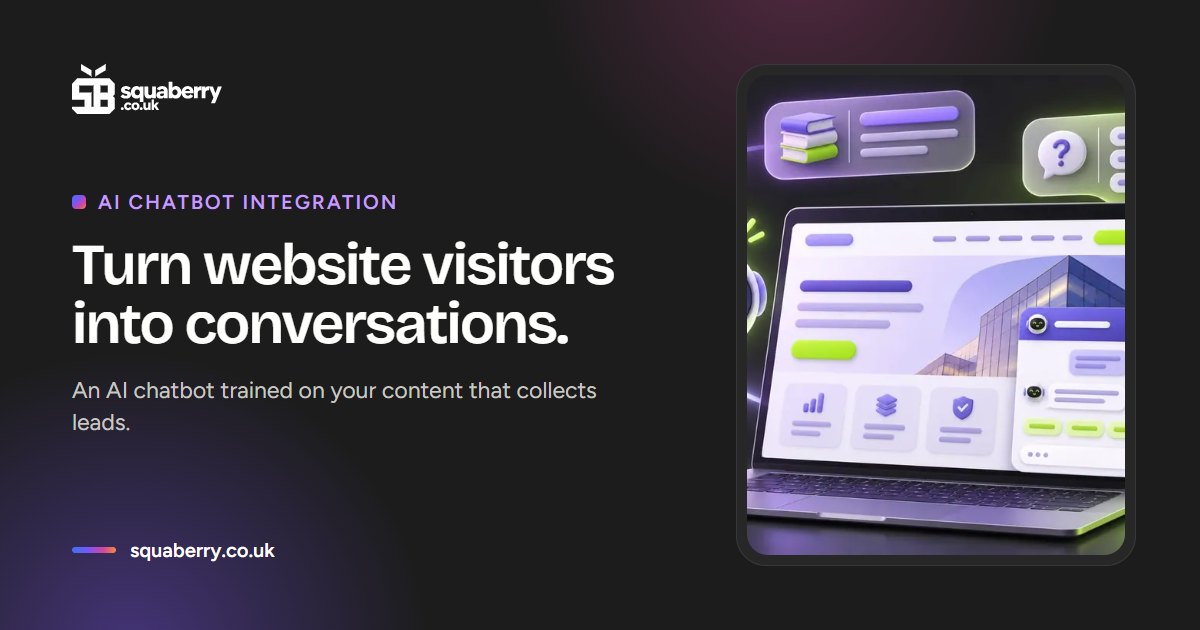 SB squaberry
.co.uk
AI CHATBOT INTEGRATION
Turn website visitors
into conversations.
An AI chatbot trained on your content that collects
leads.
squaberry.co.uk
?